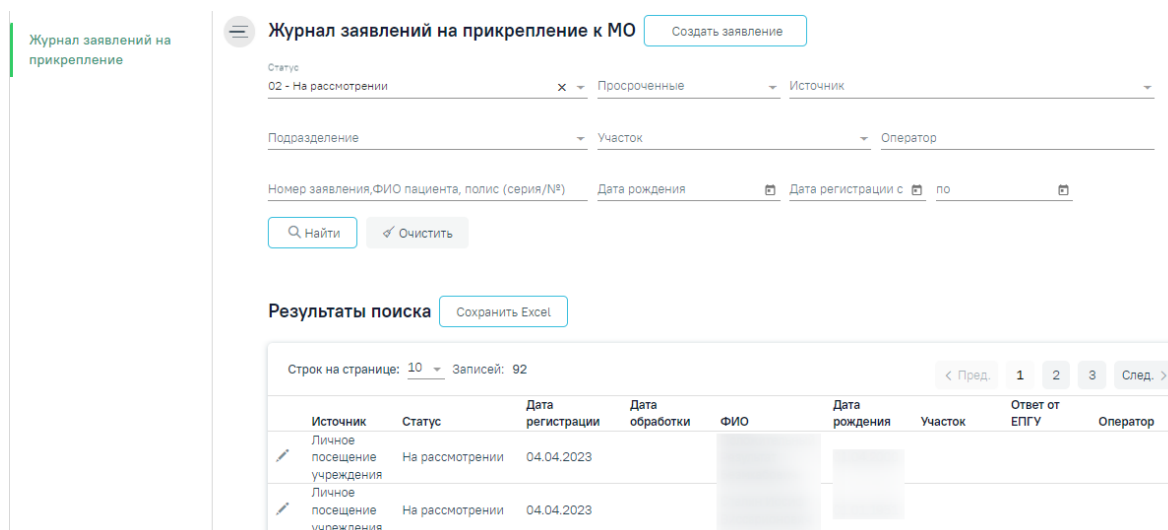 Журнал заявлений на
прикрепление
Журнал заявлений на прикрепление к МО
Создать заявление
Статус
02 - На рассмотрении
Просроченные
Источник
Подразделение
Участок
Оператор
Номер заявления,ФИО пациента, полис (серия/№)
Дата рождения
Дата регистрации с
по
Найти
Очистить
Результаты поиска
Сохранить Excel
Строк на странице: 10 Записей: 92
< Пред. 1 2 3 След. >
Источник Статус Дата регистрации Дата обработки ФИО Дата рождения Участок Ответ от ЕПГУ Оператор
Личное
посещение На рассмотрении 04.04.2023
учреждения
Личное
посещение На рассмотрении 04.04.2023
учреждения